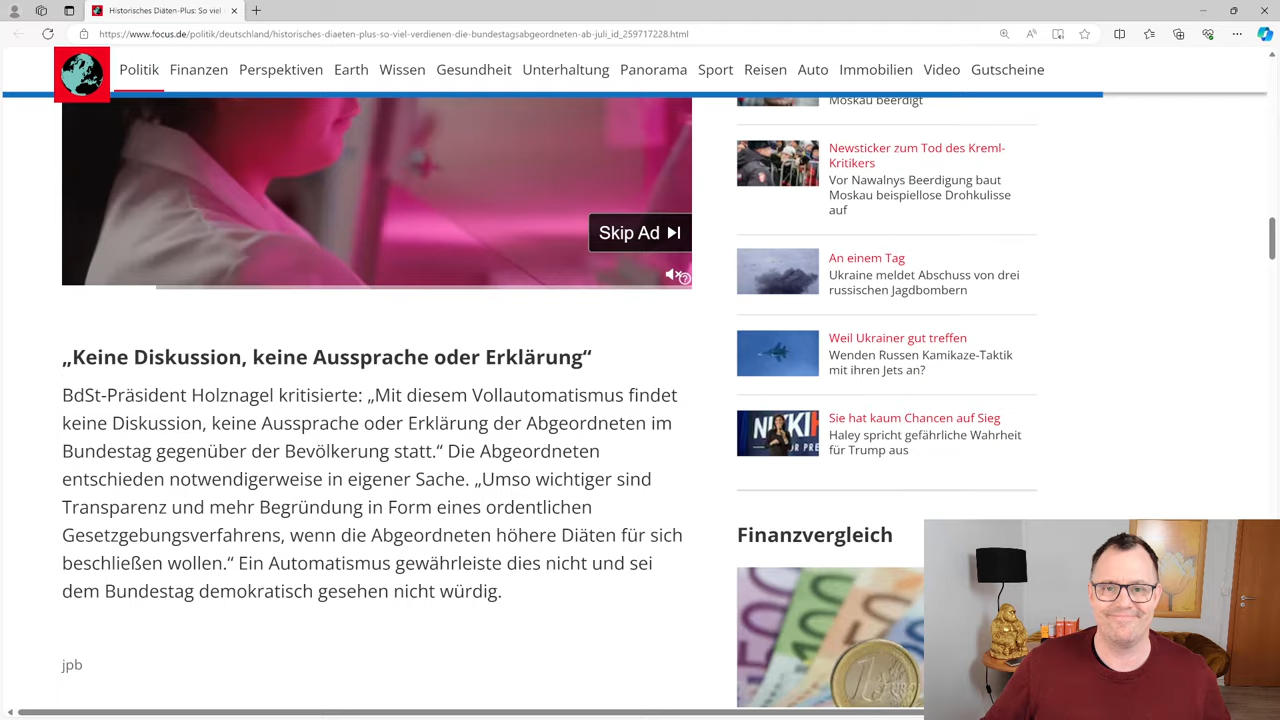 Historisches Diäten-Plus: So viel
https://www.focus.de/politik/deutschland/historisches-diaeten-plus-so-viel-verdienen-die-bundestagsabgeordneten-ab-juli_id_259717228.html
Politik Finanzen Perspektiven Earth Wissen Gesundheit Unterhaltung Panorama Sport Reisen Auto Immobilien Video Gutscheine
Skip Ad
„Keine Diskussion, keine Aussprache oder Erklärung“
BdSt-Präsident Holznagel kritisierte: „Mit diesem Vollautomatismus findet
keine Diskussion, keine Aussprache oder Erklärung der Abgeordneten im
Bundestag gegenüber der Bevölkerung statt.“ Die Abgeordneten
entschieden notwendigerweise in eigener Sache. „Umso wichtiger sind
Transparenz und mehr Begründung in Form eines ordentlichen
Gesetzgebungsverfahrens, wenn die Abgeordneten höhere Diäten für sich
beschließen wollen.“ Ein Automatismus gewährleiste dies nicht und sei
dem Bundestag demokratisch gesehen nicht würdig.
jpb
Moskau beerdigt
Newsticker zum Tod des Kreml-
Kritikers
Vor Nawalnys Beerdigung baut
Moskau beispiellose Drohkulisse
auf
An einem Tag
Ukraine meldet Abschuss von drei
russischen Jagdbombern
Weil Ukrainer gut treffen
Wenden Russen Kamikaze-Taktik
mit ihren Jets an?
Sie hat kaum Chancen auf Sieg
Haley spricht gefährliche Wahrheit
für Trump aus
Finanzvergleich